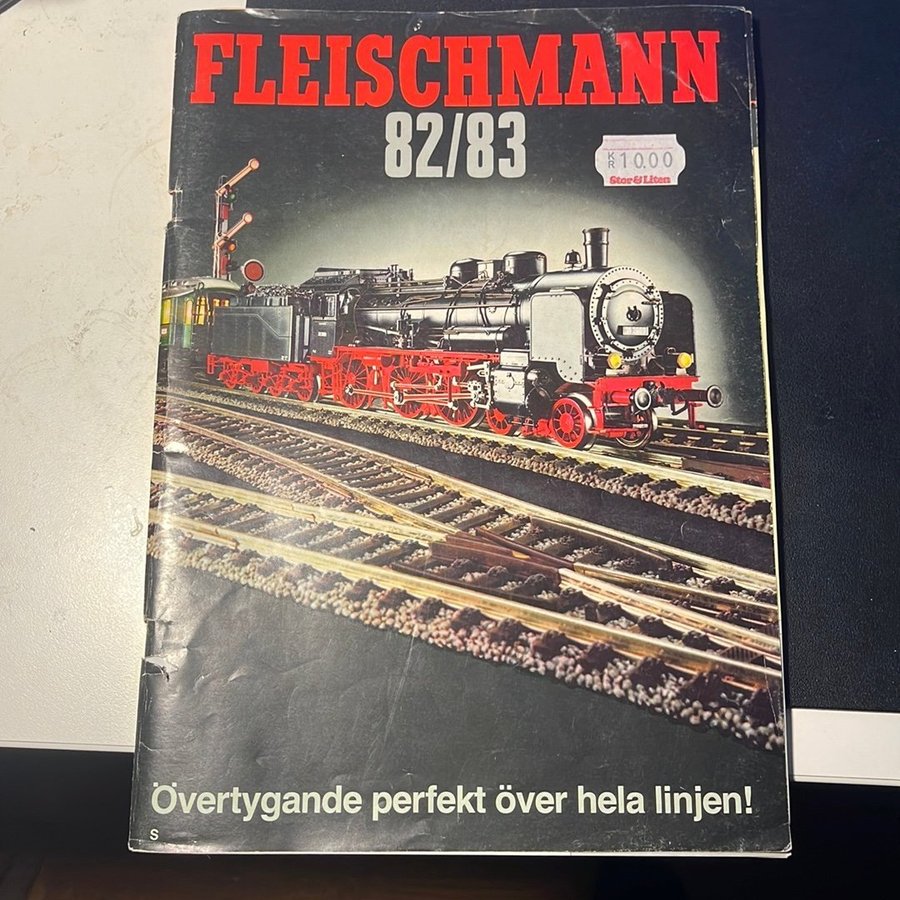 FLEISCHMANN
82/83
KR 10.00
Stor&Liten
Övertygande perfekt över hela linjen!
S